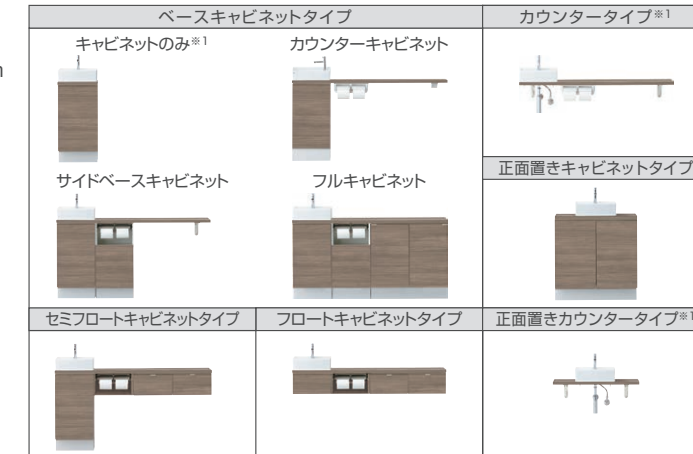 ベースキャビネットタイプ
カウンタータイプ※1
キャビネットのみ※1
カウンターキャビネット
サイドベースキャビネット
フルキャビネット
正面置きキャビネットタイプ
セミフロートキャビネットタイプ
フロートキャビネットタイプ
正面置きカウンタータイプ※1